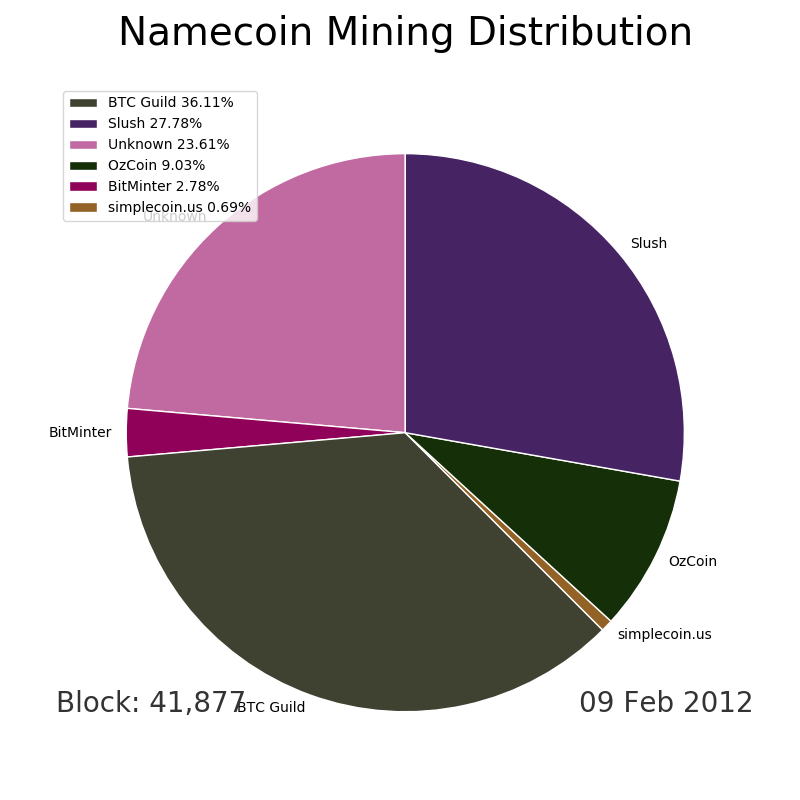 Namecoin Mining Distribution
BTC Guild 36.11%
Slush 27.78%
Unknown 23.61%
OzCoin 9.03%
BitMinter 2.78%
simplecoin.us 0.69%
Unknown
Slush
BitMinter
OzCoin
simplecoin.us
Block: 41,877
BTC Guild
09 Feb 2012